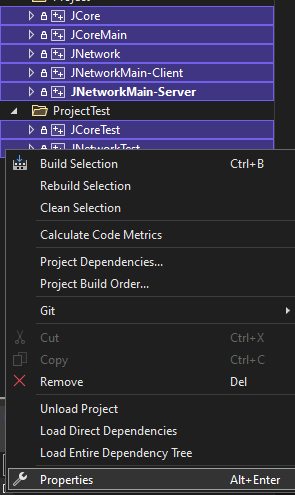 JCore
JCoreMain
JNetwork
JNetworkMain-Client
JNetworkMain-Server
ProjectTest
JCoreTest
JNetworkTest
Build Selection Ctrl+B
Rebuild Selection
Clean Selection
Calculate Code Metrics
Project Dependencies...
Project Build Order...
Git
Cut Ctrl+X
Copy Ctrl+C
Remove Del
Unload Project
Load Direct Dependencies
Load Entire Dependency Tree
Properties Alt+Enter